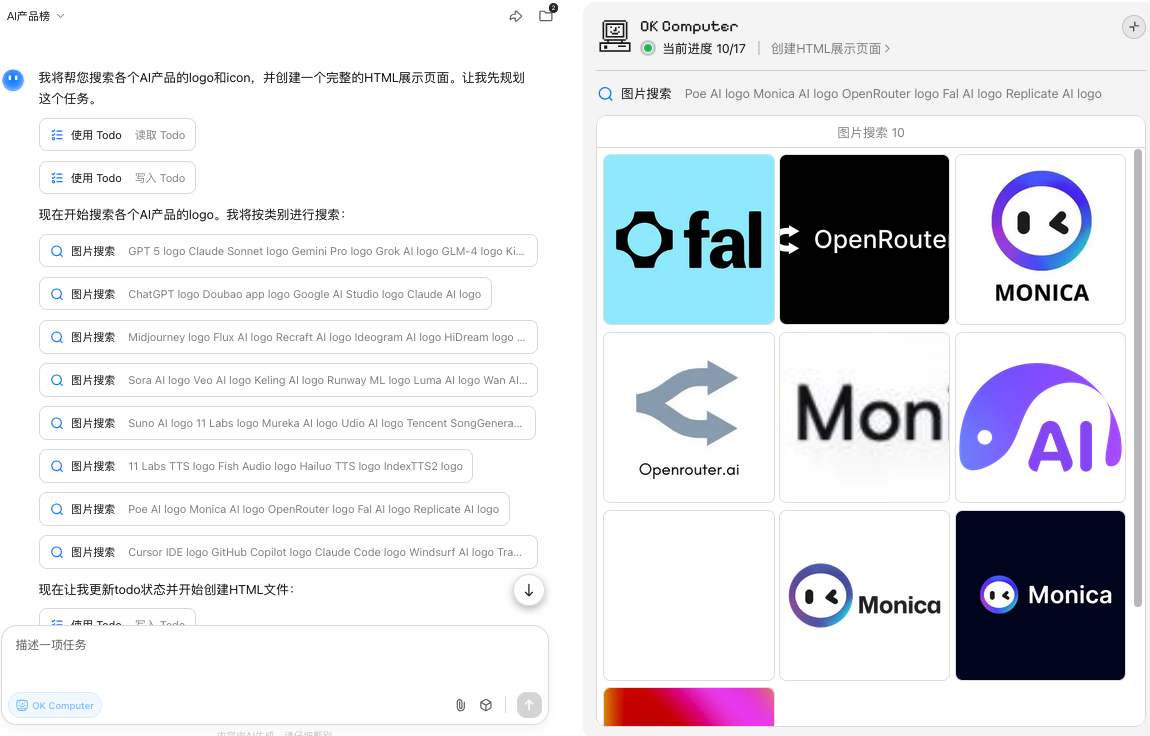 AI产品榜
2
我将帮您搜索各个AI产品的logo和icon，并创建一个完整的HTML展示页面。让我先规划
这个任务。
使用 Todo 读取 Todo
使用 Todo 写入 Todo
现在开始搜索各个AI产品的logo。我将按类别进行搜索：
图片搜索 GPT 5 logo Claude Sonnet logo Gemini Pro logo Grok AI logo GLM-4 logo Ki...
图片搜索 ChatGPT logo Doubao app logo Google AI Studio logo Claude AI logo
图片搜索 Midjourney logo Flux AI logo Recraft AI logo Ideogram AI logo HiDream logo ...
图片搜索 Sora AI logo Veo AI logo Keling AI logo Runway ML logo Luma AI logo Wan AI...
图片搜索 Suno AI logo 11 Labs logo Mureka AI logo Udio AI logo Tencent SongGenera...
图片搜索 11 Labs TTS logo Fish Audio logo Hailuo TTS logo IndexTTS2 logo
图片搜索 Poe AI logo Monica AI logo OpenRouter logo Fal AI logo Replicate AI logo
图片搜索 Cursor IDE logo GitHub Copilot logo Claude Code logo Windsurf AI logo Tra...
现在让我更新todo状态并开始创建HTML文件：
使用 Todo 写入 Todo
描述一项任务
OK Computer
OK Computer
当前进度 10/17 创建HTML展示页面
图片搜索 Poe AI logo Monica AI logo OpenRouter logo Fal AI logo Replicate AI logo
图片搜索 10
fal
OpenRouter
MONICA
Openrouter.ai
Moni
AI
Monica
Monica